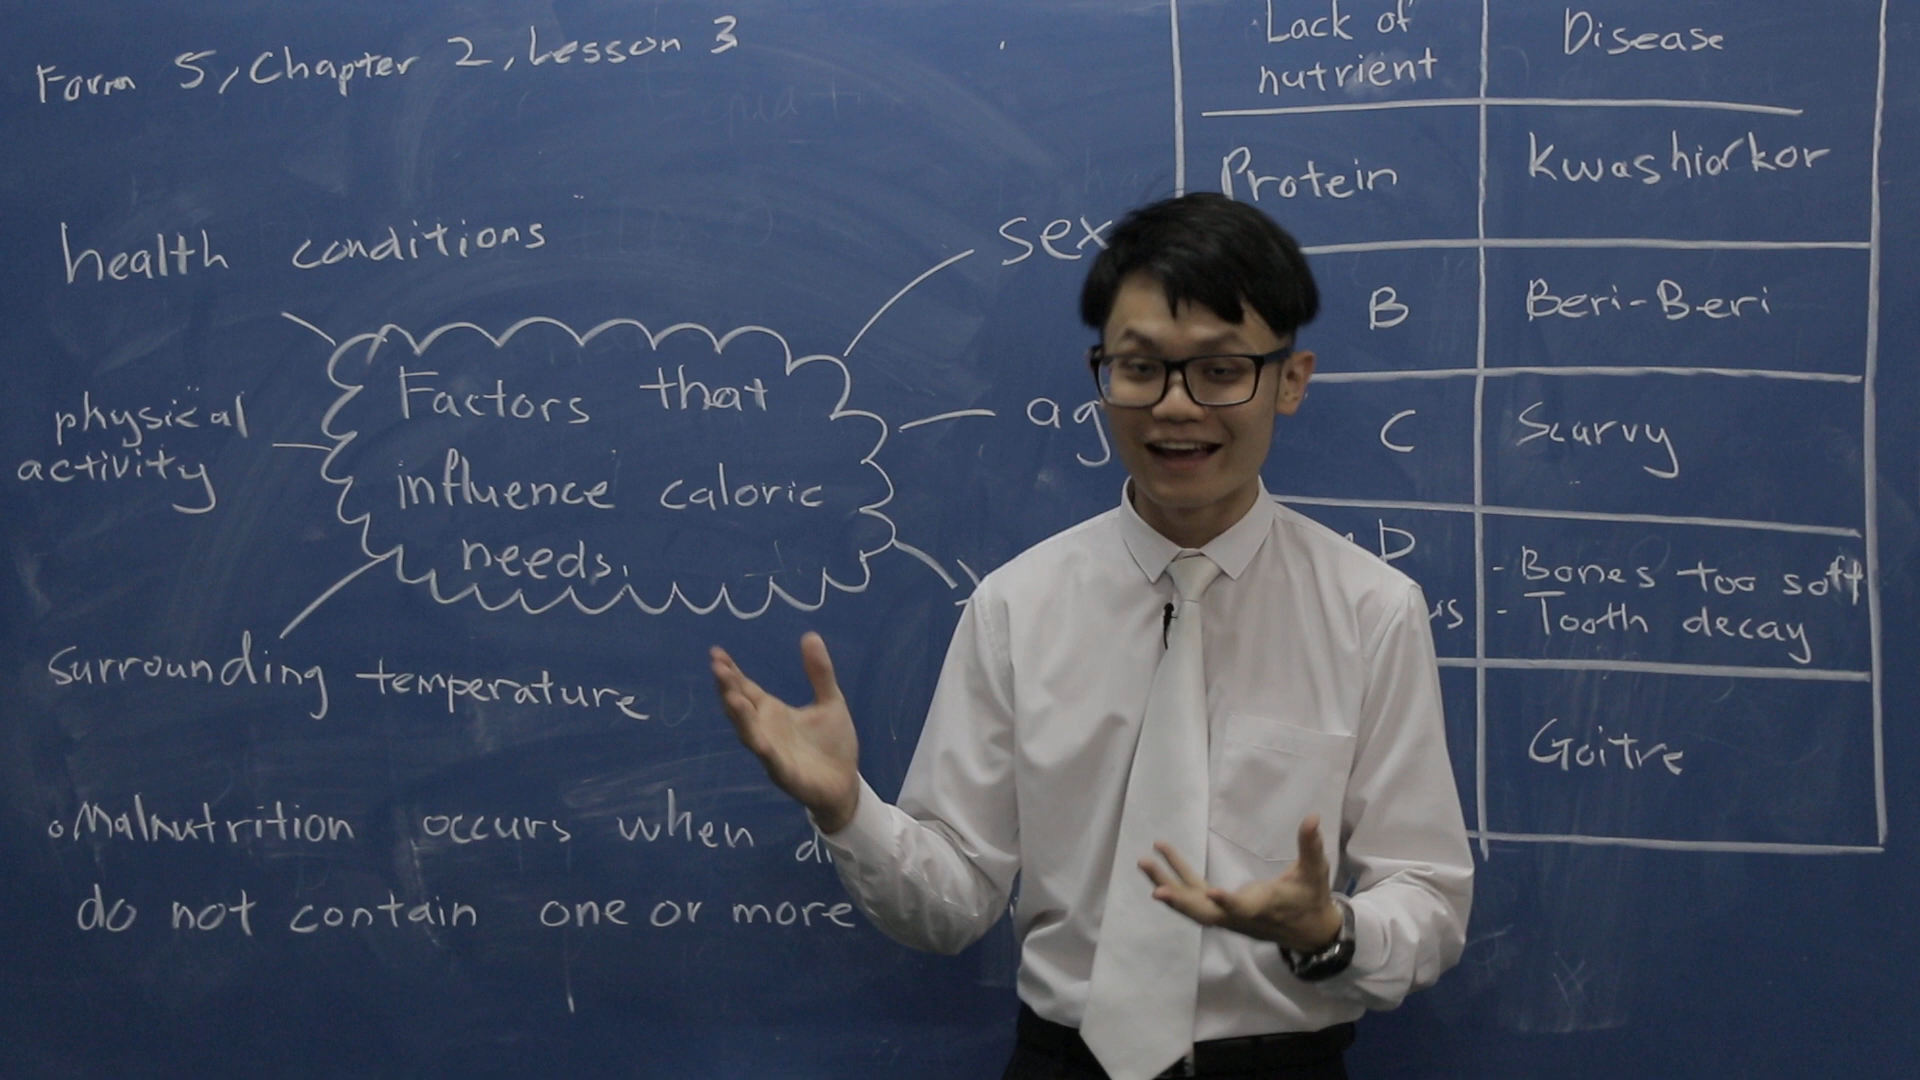 Form 5, Chapter 2, Lesson 3
health conditions
sex
physical
activity
Factors that
influence caloric
needs.
surrounding temperature
Malnutrition occurs when
do not contain one or more
Lack of
nutrient
Disease
Protein
Kwashiorkor
B
Beri-Beri
C
Scurvy
D
- Bones too soft
- Tooth decay
Goitre